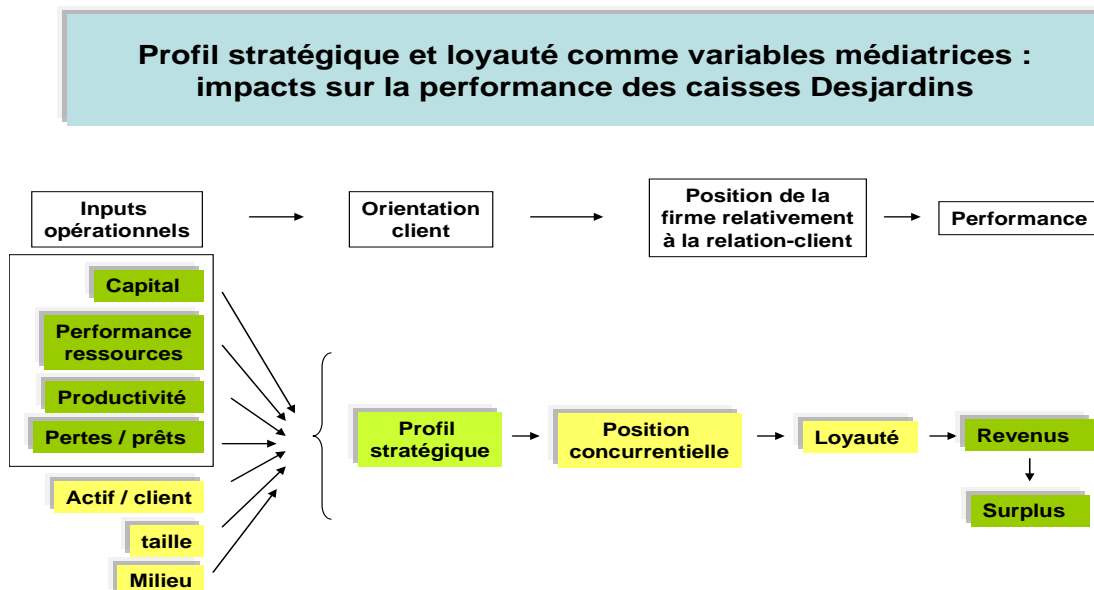 Profil stratégique et loyauté comme variables médiatrices :
impacts sur la performance des caisses Desjardins
Inputs
opérationnels
Orientation
client
Position de la
firme relativement
à la relation-client
Performance
Capital
Performance
ressources
Productivité
Pertes / prêts
Actif / client
taille
Milieu
Profil
stratégique
Position
concurrentielle
Loyauté
Revenus
Surplus